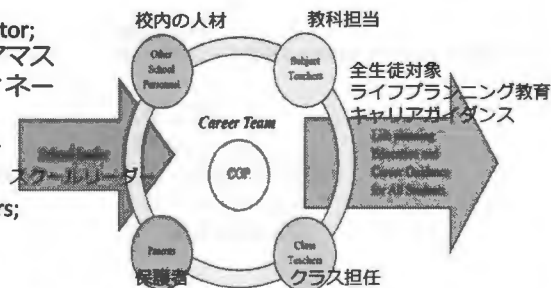 校内の人材
教科担当
tor;
アマス
ィネー
Other
School
Personnel
Subject
Teachers
全生徒対象
ライフプランニング教育
キャリアガイダンス
Career Team
COP
School Leader
スクールリーダー
Life planning
Education and
Career Guidance
for All Students
rs;
Parents
保護者
Class
Teachers
クラス担任